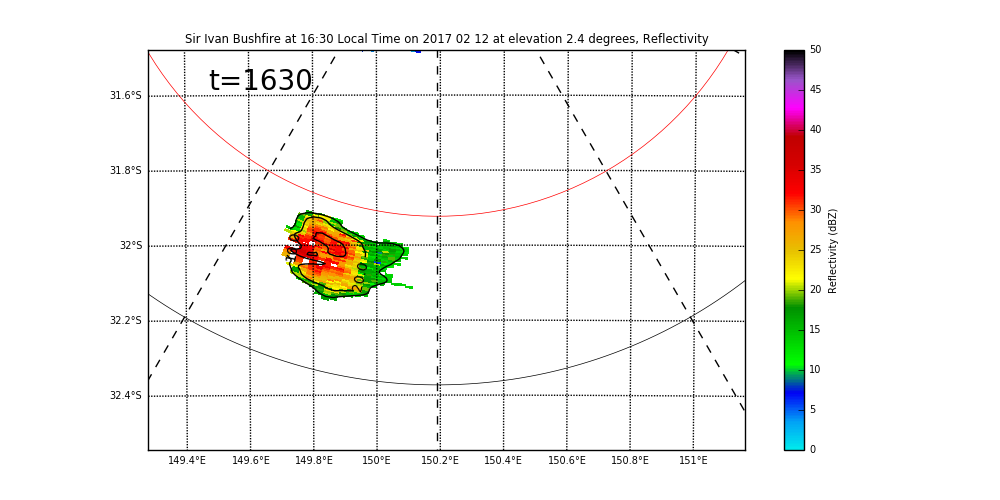 Sir Ivan Bushfire at 16:30 Local Time on 2017 02 12 at elevation 2.4 degrees, Reflectivity
t=1630
31.6°S
31.8°S
32°S
32.2°S
32.4°S
20.0
149.4°E 149.6°E 149.8°E 150°E 150.2°E 150.4°E 150.6°E 150.8°E 151°E
50
45
40
35
30
25
20
15
10
5
0
Reflectivity (dBZ)